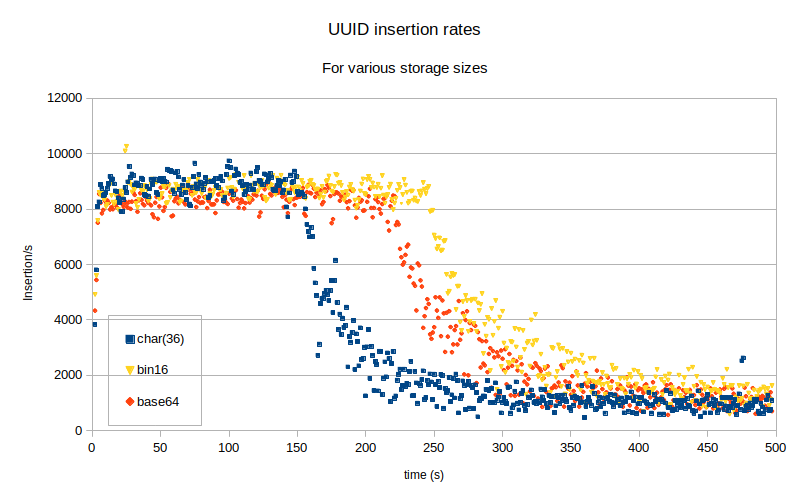 UUID insertion rates
For various storage sizes
12000
10000
8000
6000
4000
2000
0
Insertion/s
char(36)
bin16
base64
0 50 100 150 200 250 300 350 400 450 500
time (s)